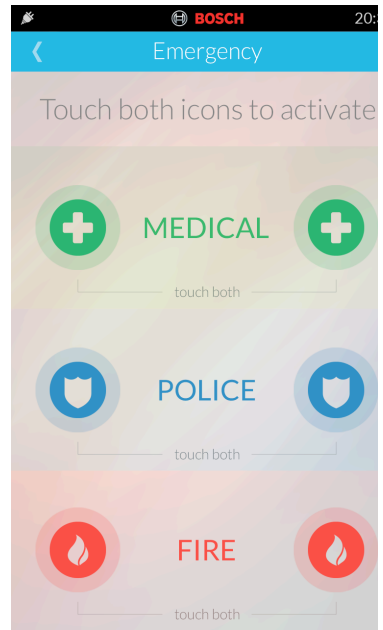 BOSCH
20:
Emergency
Touch both icons to activate
MEDICAL
touch both
POLICE
touch both
FIRE
touch both